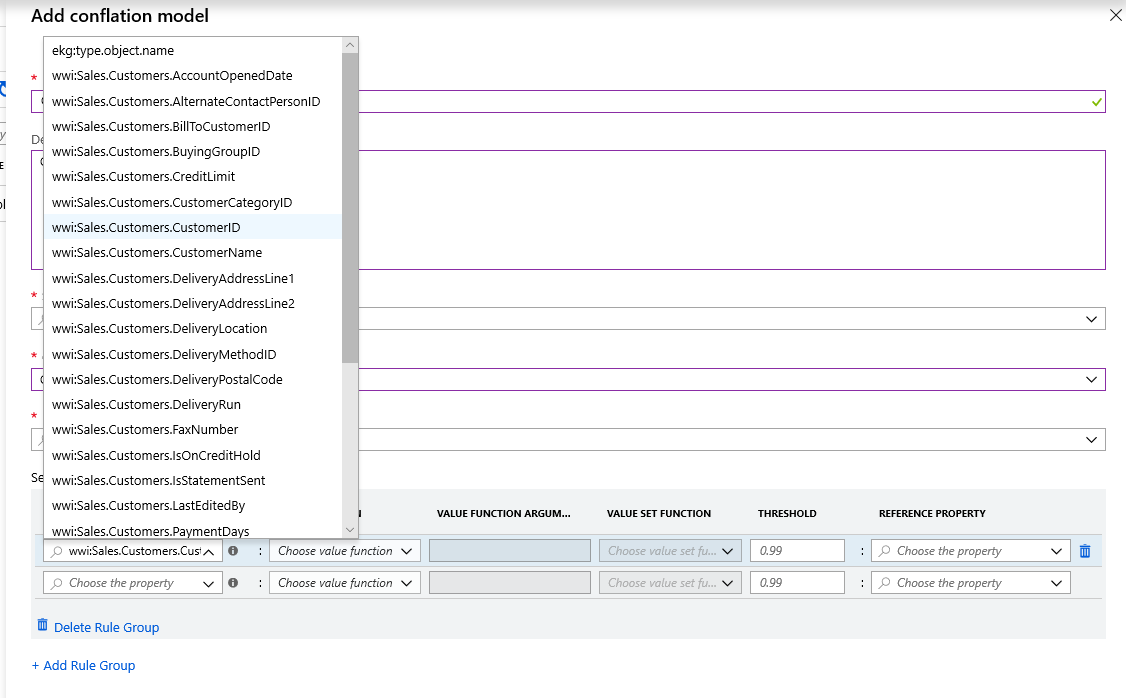 Add conflation model
ekg:type.object.name
wwi:Sales.Customers.AccountOpenedDate
*
wwi:Sales.Customers.AlternateContactPersonID
wwi:Sales.Customers.BillToCustomerID
De
wwi:Sales.Customers.BuyingGroupID
wwi:Sales.Customers.CreditLimit
wwi:Sales.Customers.CustomerCategoryID
wwi:Sales.Customers.CustomerID
wwi:Sales.Customers.CustomerName
wwi:Sales.Customers.DeliveryAddressLine1
*
wwi:Sales.Customers.DeliveryAddressLine2
wwi:Sales.Customers.DeliveryLocation
*
wwi:Sales.Customers.DeliveryMethodID
wwi:Sales.Customers.DeliveryPostalCode
wwi:Sales.Customers.DeliveryRun
*
wwi:Sales.Customers.FaxNumber
wwi:Sales.Customers.IsOnCreditHold
Se
wwi:Sales.Customers.IsStatementSent
wwi:Sales.Customers.LastEditedBy
wwi:Sales.Customers.PaymentDays
VALUE FUNCTION ARGUM... VALUE SET FUNCTION THRESHOLD REFERENCE PROPERTY
wwi:Sales.Customers.Cus : Choose value function Choose value set fu... 0.99 : Choose the property
Choose the property : Choose value function Choose value set fu... 0.99 : Choose the property
Delete Rule Group
+ Add Rule Group